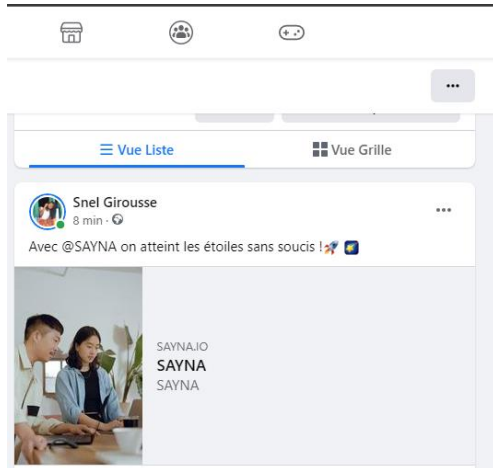 Vue Liste
Vue Grille
Snel Girousse
8 min ·
Avec @SAYNA on atteint les étoiles sans soucis !🚀 🌠
SAYNA.IO
SAYNA
SAYNA